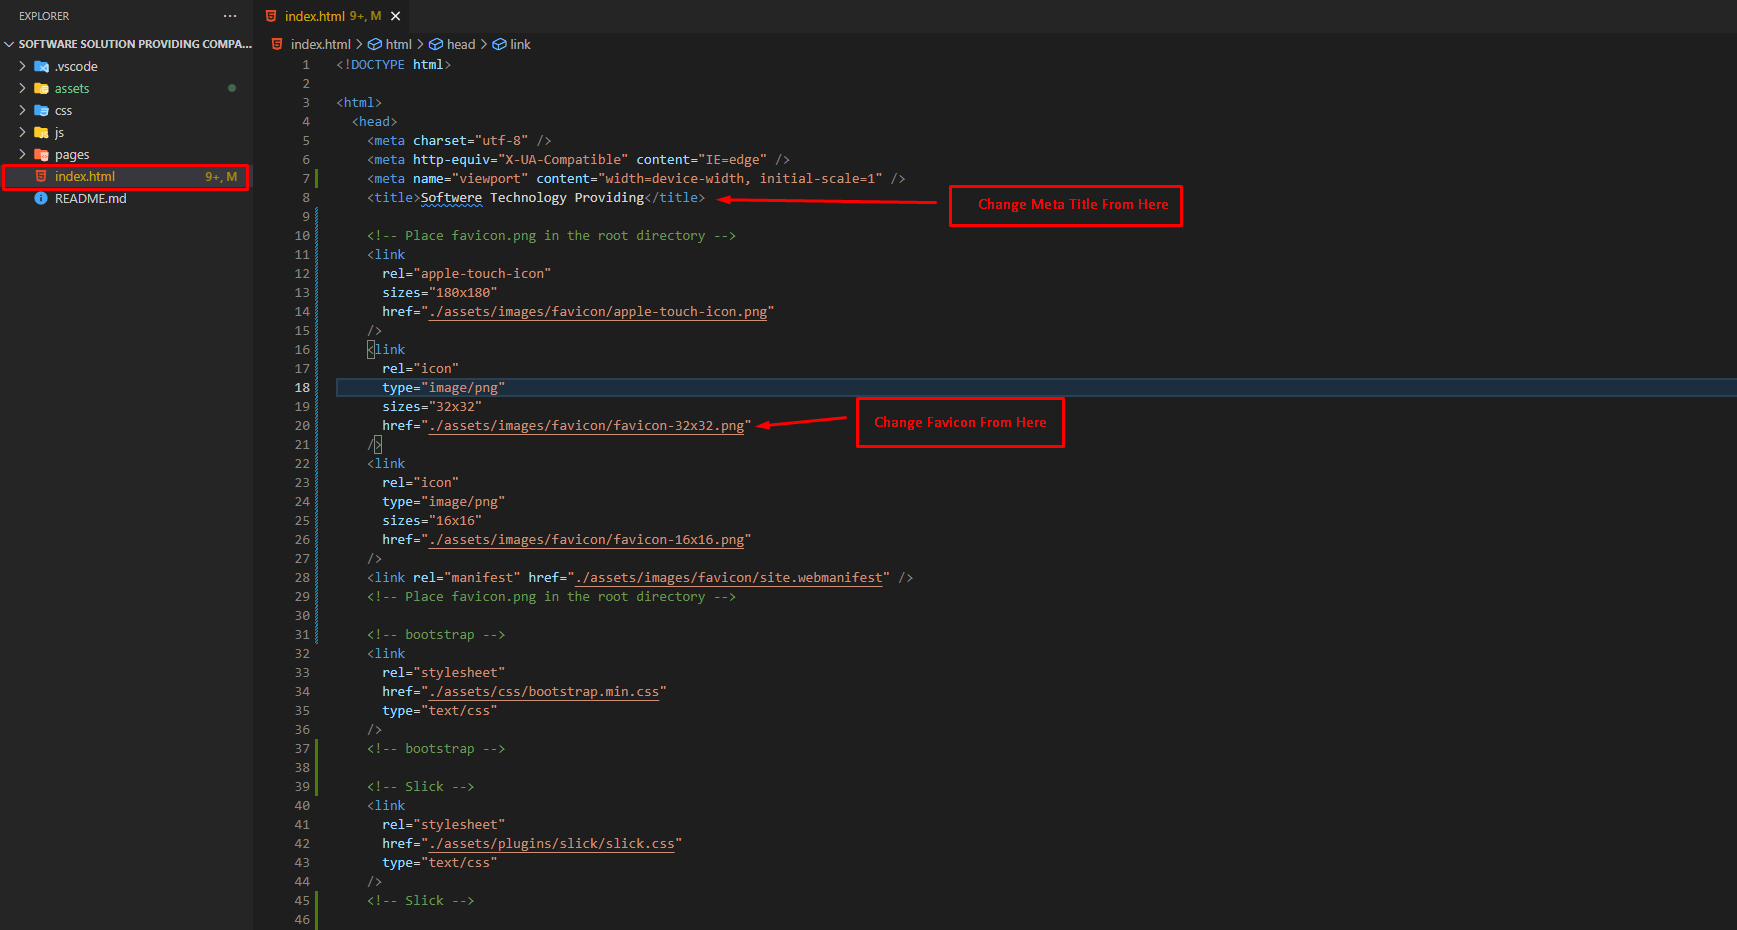 EXPLORER
SOFTWARE SOLUTION PROVIDING COMPA...
.vscode
assets
css
js
pages
index.html 9+, M
README.md
index.html 9+, M
index.html > html > head > link
1 <!DOCTYPE html>
2
3 <html>
4 <head>
5 <meta charset="utf-8" />
6 <meta http-equiv="X-UA-Compatible" content="IE=edge" />
7 <meta name="viewport" content="width=device-width, initial-scale=1" />
8 <title>Softwere Technology Providing</title>
Change Meta Title From Here
9
10 <!-- Place favicon.png in the root directory -->
11 <link
12 rel="apple-touch-icon"
13 sizes="180x180"
14 href="./assets/images/favicon/apple-touch-icon.png"
15 />
16 <link
17 rel="icon"
18 type="image/png"
19 sizes="32x32"
20 href="./assets/images/favicon/favicon-32x32.png"
Change Favicon From Here
21 />
22 <link
23 rel="icon"
24 type="image/png"
25 sizes="16x16"
26 href="./assets/images/favicon/favicon-16x16.png"
27 />
28 <link rel="manifest" href="./assets/images/favicon/site.webmanifest" />
29 <!-- Place favicon.png in the root directory -->
30
31 <!-- bootstrap -->
32 <link
33 rel="stylesheet"
34 href="./assets/css/bootstrap.min.css"
35 type="text/css"
36 />
37 <!-- bootstrap -->
38
39 <!-- Slick -->
40 <link
41 rel="stylesheet"
42 href="./assets/plugins/slick/slick.css"
43 type="text/css"
44 />
45 <!-- Slick -->
46